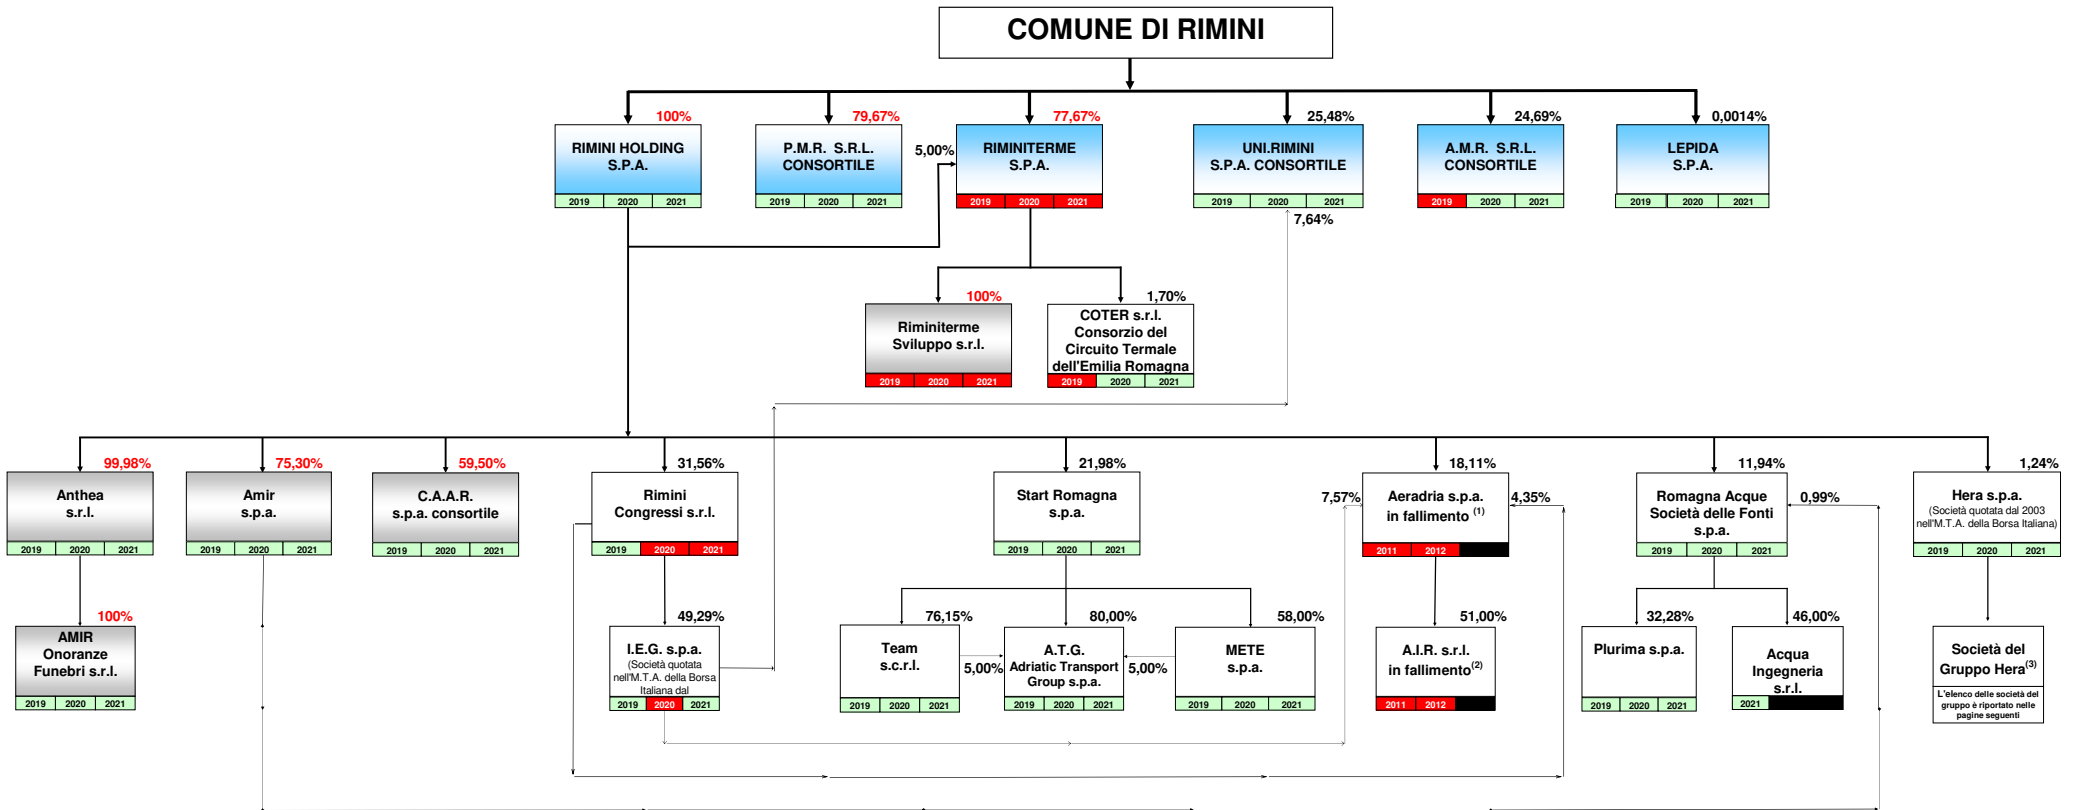 COMUNE DI RIMINI
100%
RIMINI HOLDING
S.P.A.
2019 2020 2021
79,67%
P.M.R. S.R.L.
CONSORTILE
2019 2020 2021
5,00%
77,67%
RIMINITERME
S.P.A.
2019 2020 2021
25,48%
UNI.RIMINI
S.P.A. CONSORTILE
2019 2020 2021
7,64%
24,69%
A.M.R. S.R.L.
CONSORTILE
2019 2020 2021
0,0014%
LEPIDA
S.P.A.
2019 2020 2021
100%
Riminiterme
Sviluppo s.r.l.
2019 2020 2021
1,70%
COTER s.r.l.
Consorzio del
Circuito Termale
dell'Emilia Romagna
2019 2020 2021
99,98%
Anthea
s.r.l.
2019 2020 2021
75,30%
Amir
s.p.a.
2019 2020 2021
59,50%
C.A.A.R.
s.p.a. consortile
2019 2020 2021
31,56%
Rimini
Congressi s.r.l.
2019 2020 2021
21,98%
Start Romagna
s.p.a.
2019 2020 2021
7,57%
18,11%
Aeradria s.p.a.
in fallimento (1)
2011 2012
4,35%
11,94%
Romagna Acque
Società delle Fonti
s.p.a.
2019 2020 2021
0,99%
1,24%
Hera s.p.a.
(Società quotata dal 2003
nell'M.T.A. della Borsa Italiana)
2019 2020 2021
100%
AMIR
Onoranze
Funebri s.r.l.
2019 2020 2021
49,29%
I.E.G. s.p.a.
(Società quotata
nell'M.T.A. della Borsa
Italiana dal
2019 2020 2021
76,15%
Team
s.c.r.l.
2019 2020 2021
5,00%
80,00%
A.T.G.
Adriatic Transport
Group s.p.a.
2019 2020 2021
5,00%
58,00%
METE
s.p.a.
2019 2020 2021
51,00%
A.I.R. s.r.l.
in fallimento(2)
2011 2012
32,28%
Plurima s.p.a.
2019 2020 2021
46,00%
Acqua
Ingegneria
s.r.l.
2021
Società del
Gruppo Hera(3)
L'elenco delle società del
gruppo è riportato nelle
pagine seguenti